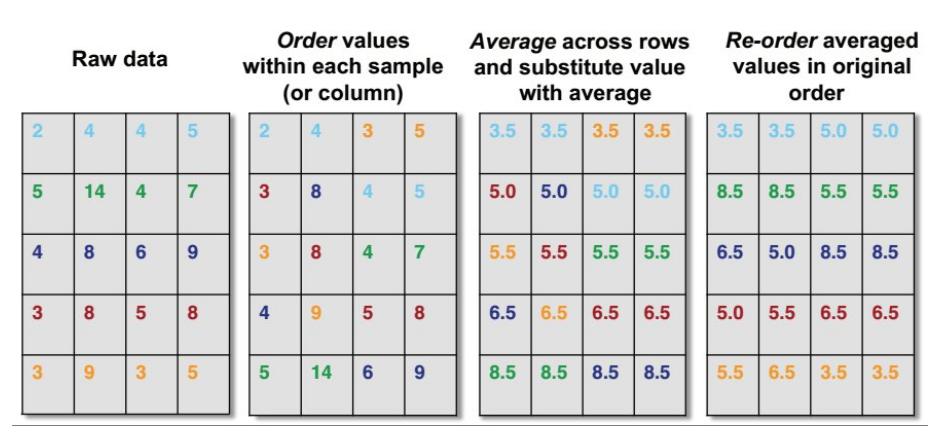 Raw data
Order values
within each sample
(or column)
Average across rows
and substitute value
with average
Re-order averaged
values in original
order
2 4 4 5
5 14 4 7
4 8 6 9
3 8 5 8
3 9 3 5
2 4 3 5
3 8 4 5
3 8 4 7
4 9 5 8
5 14 6 9
3.5 3.5 3.5 3.5
5.0 5.0 5.0 5.0
5.5 5.5 5.5 5.5
6.5 6.5 6.5 6.5
8.5 8.5 8.5 8.5
3.5 3.5 5.0 5.0
8.5 8.5 5.5 5.5
6.5 5.0 8.5 8.5
5.0 5.5 6.5 6.5
5.5 6.5 3.5 3.5